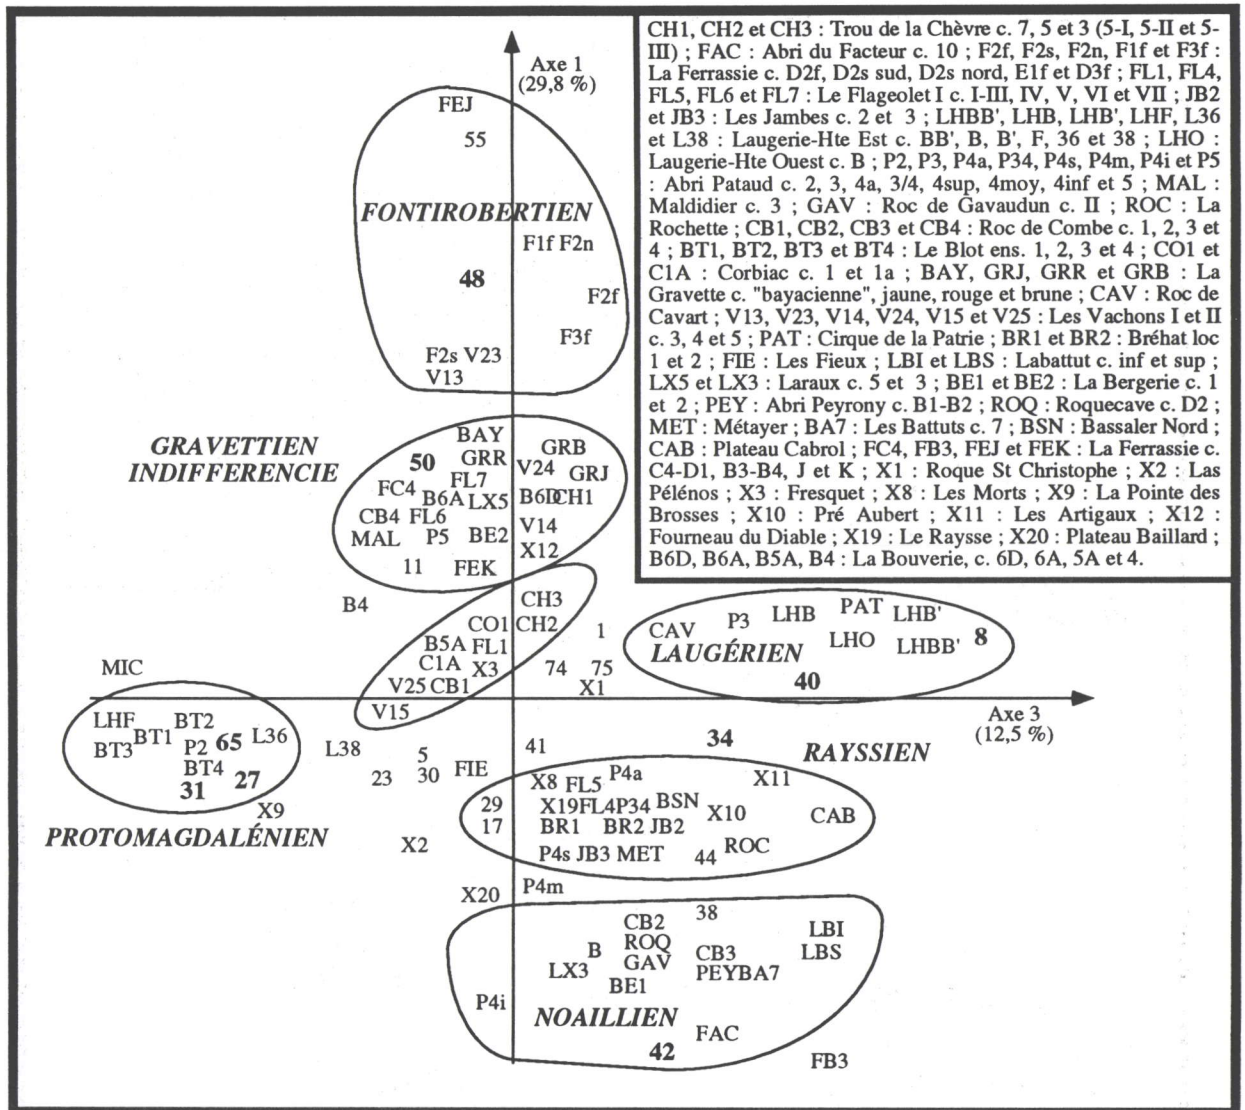 CH1, CH2 et CH3 : Trou de la Chèvre c. 7, 5 et 3 (5-I, 5-II et 5-
III) ; FAC : Abri du Facteur c. 10 ; F2f, F2s, F2n, F1f et F3f :
La Ferrassie c. D2f, D2s sud, D2s nord, E1f et D3f ; FL1, FL4,
FL5, FL6 et FL7 : Le Flageolet I c. I-III, IV, V, VI et VII ; JB2
et JB3 : Les Jambes c. 2 et 3 ; LHBB', LHB, LHB', LHF, L36
et L38 : Laugerie-Hte Est c. BB', B, B', F, 36 et 38 ; LHO :
Laugerie-Hte Ouest c. B ; P2, P3, P4a, P34, P4s, P4m, P4i et P5
: Abri Pataud c. 2, 3, 4a, 3/4, 4sup, 4moy, 4inf et 5 ; MAL :
Maldidier c. 3 ; GAV : Roc de Gavaudun c. II ; ROC : La
Rochette ; CB1, CB2, CB3 et CB4 : Roc de Combe c. 1, 2, 3 et
4 ; BT1, BT2, BT3 et BT4 : Le Blot ens. 1, 2, 3 et 4 ; CO1 et
C1A : Corbiac c. 1 et 1a ; BAY, GRJ, GRR et GRB : La
Gravette c. "bayacienne", jaune, rouge et brune ; CAV : Roc de
Cavart ; V13, V23, V14, V24, V15 et V25 : Les Vachons I et II
c. 3, 4 et 5 ; PAT : Cirque de la Patrie ; BR1 et BR2 : Bréhat loc
1 et 2 ; FIE : Les Fieux ; LBI et LBS : Labattut c. inf et sup ;
LX5 et LX3 : Laraux c. 5 et 3 ; BE1 et BE2 : La Bergerie c. 1
et 2 ; PEY : Abri Peyrony c. B1-B2 ; ROQ : Roquecave c. D2 ;
MET : Métayer ; BA7 : Les Battuts c. 7 ; BSN : Bassaler Nord ;
CAB : Plateau Cabrol ; FC4, FB3, FEJ et FEK : La Ferrassie c.
C4-D1, B3-B4, J et K ; X1 : Roque St Christophe ; X2 : Las
Pélénos ; X3 : Fresquet ; X8 : Les Morts ; X9 : La Pointe des
Brosses ; X10 : Pré Aubert ; X11 : Les Artigaux ; X12 :
Fourneau du Diable ; X19 : Le Raysse ; X20 : Plateau Baillard ;
B6D, B6A, B5A, B4 : La Bouverie, c. 6D, 6A, 5A et 4.
Axe 1
(29,8 %)
FEJ
55
FONTIROBERTIEN
F1f F2n
48
F2f
F3f
F2s V23
V13
GRAVETTIEN
INDIFFERENCIE
BAY
GRB
50 GRR
V24 GRJ
FL7
FC4
B6A LX5 B6D CH1
CB4 FL6
V14
MAL P5 BE2
X12
11 FEK
B4
CH3
CO1 CH2
1
B5A FL1
C1A X3 74 75
V25 CB1
X1
V15
CAV P3 LHB PAT LHB'
LHO LHBB' 8
LAUGÉRIEN
40
Axe 3
(12,5 %)
MIC
LHF BT2
BT3 BT1 P2 65 L36
BT4
31 27
X9
PROTOMAGDALÉNIEN
L38
5
23 30 FIE
29
17
X2
X20
41
34
RAYSSIEN
X8 FL5 P4a X11
X19 FL4 P34 BSN X10 CAB
BR1 BR2 JB2
P4s JB3 MET 44 ROC
P4m
38
CB2 LBI
B ROQ CB3 LBS
LX3 GAV PEY BA7
BE1
P4i
NOAILLIEN
FAC
42
FB3